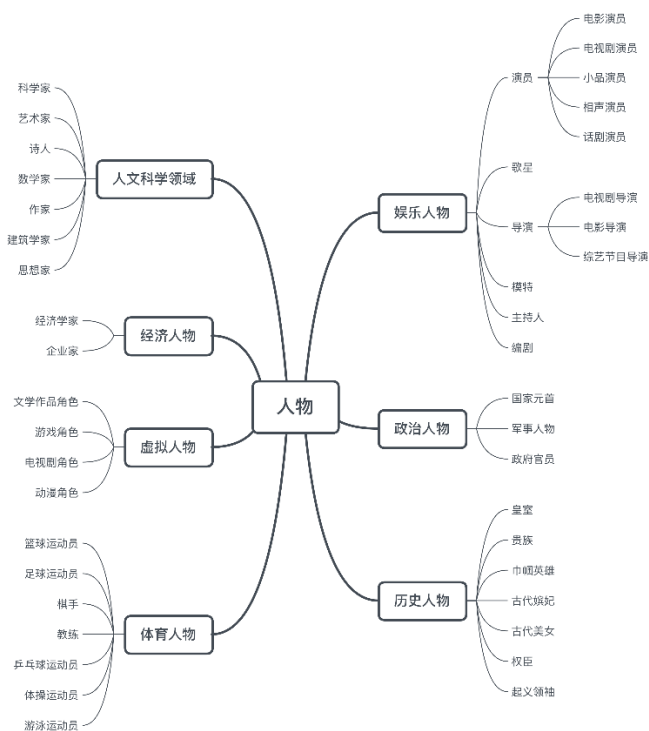 人物
人文科学领域
科学家
艺术家
诗人
数学家
作家
建筑学家
思想家
经济人物
经济学家
企业家
虚拟人物
文学作品角色
游戏角色
电视剧角色
动漫角色
体育人物
篮球运动员
足球运动员
棋手
教练
乒乓球运动员
体操运动员
游泳运动员
娱乐人物
演员
电影演员
电视剧演员
小品演员
相声演员
话剧演员
歌星
导演
电视剧导演
电影导演
综艺节目导演
模特
主持人
编剧
政治人物
国家元首
军事人物
政府官员
历史人物
皇室
贵族
巾帼英雄
古代嫔妃
古代美女
权臣
起义领袖